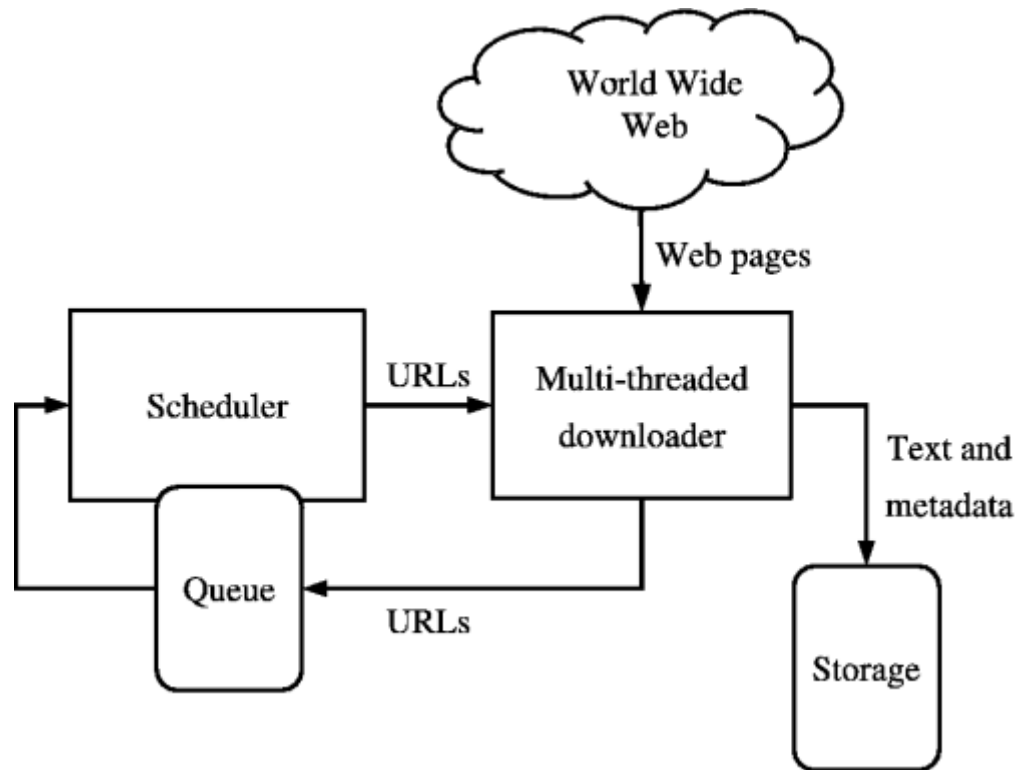 World Wide
Web
Web pages
Scheduler
URLs
Multi-threaded
downloader
Text and
metadata
Queue
URLs
Storage